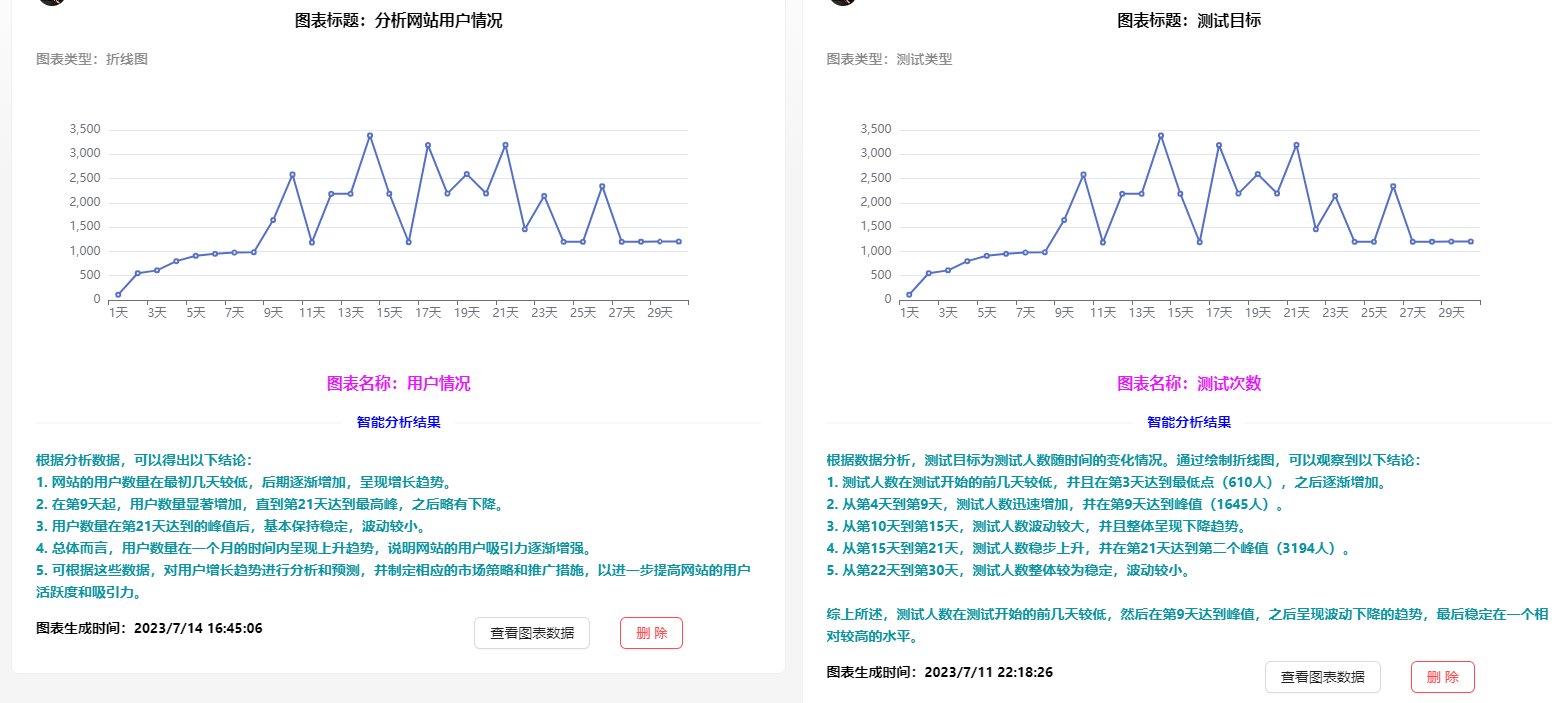 图表标题：分析网站用户情况
图表类型：折线图
3,500
3,000
2,500
2,000
1,500
1,000
500
0
1天 3天 5天 7天 9天 11天 13天 15天 17天 19天 21天 23天 25天 27天 29天
图表名称：用户情况
智能分析结果
根据分析数据，可以得出以下结论：
1. 网站的用户数量在最初几天较低，后期逐渐增加，呈现增长趋势。
2. 在第9天起，用户数量显著增加，直到第21天达到最高峰，之后略有下降。
3. 用户数量在第21天达到的峰值后，基本保持稳定，波动较小。
4. 总体而言，用户数量在一个月的时间内呈现上升趋势，说明网站的用户吸引力逐渐增强。
5. 可根据这些数据，对用户增长趋势进行分析和预测，并制定相应的市场策略和推广措施，以进一步提高网站的用户
活跃度和吸引力。
图表生成时间：2023/7/14 16:45:06
查看图表数据
删 除
图表标题：测试目标
图表类型：测试类型
3,500
3,000
2,500
2,000
1,500
1,000
500
0
1天 3天 5天 7天 9天 11天 13天 15天 17天 19天 21天 23天 25天 27天 29天
图表名称：测试次数
智能分析结果
根据数据分析，测试目标为测试人数随时间的变化情况。通过绘制折线图，可以观察到以下结论：
1. 测试人数在测试开始的前几天较低，并且在第3天达到最低点（610人），之后逐渐增加。
2. 从第4天到第9天，测试人数迅速增加，并在第9天达到峰值（1645人）。
3. 从第10天到第15天，测试人数波动较大，并且整体呈现下降趋势。
4. 从第15天到第21天，测试人数稳步上升，并在第21天达到第二个峰值（3194人）。
5. 从第22天到第30天，测试人数整体较为稳定，波动较小。
综上所述，测试人数在测试开始的前几天较低，然后在第9天达到峰值，之后呈现波动下降的趋势，最后稳定在一个相
对较高的水平。
图表生成时间：2023/7/11 22:18:26
查看图表数据
删 除